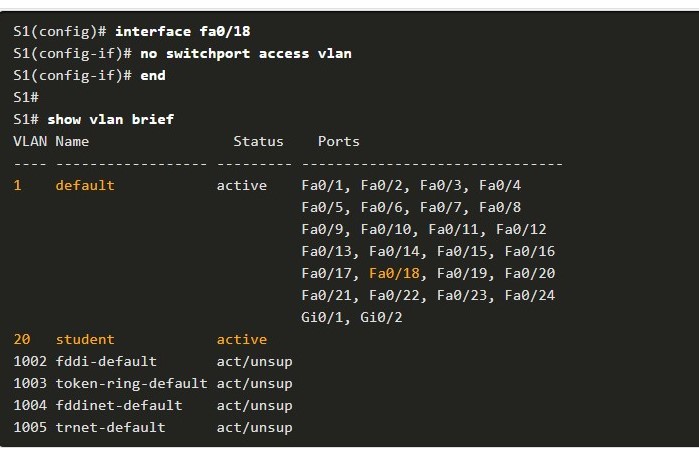 S1(config)# interface fa0/18
S1(config-if)# no switchport access vlan
S1(config-if)# end
S1#
S1# show vlan brief
VLAN Name                 Status    Ports
---- ------------------ --------- -------------------------------
1    default            active    Fa0/1, Fa0/2, Fa0/3, Fa0/4
                                  Fa0/5, Fa0/6, Fa0/7, Fa0/8
                                  Fa0/9, Fa0/10, Fa0/11, Fa0/12
                                  Fa0/13, Fa0/14, Fa0/15, Fa0/16
                                  Fa0/17, Fa0/18, Fa0/19, Fa0/20
                                  Fa0/21, Fa0/22, Fa0/23, Fa0/24
                                  Gi0/1, Gi0/2
20   student            active
1002 fddi-default       act/unsup
1003 token-ring-default act/unsup
1004 fddinet-default    act/unsup
1005 trnet-default      act/unsup